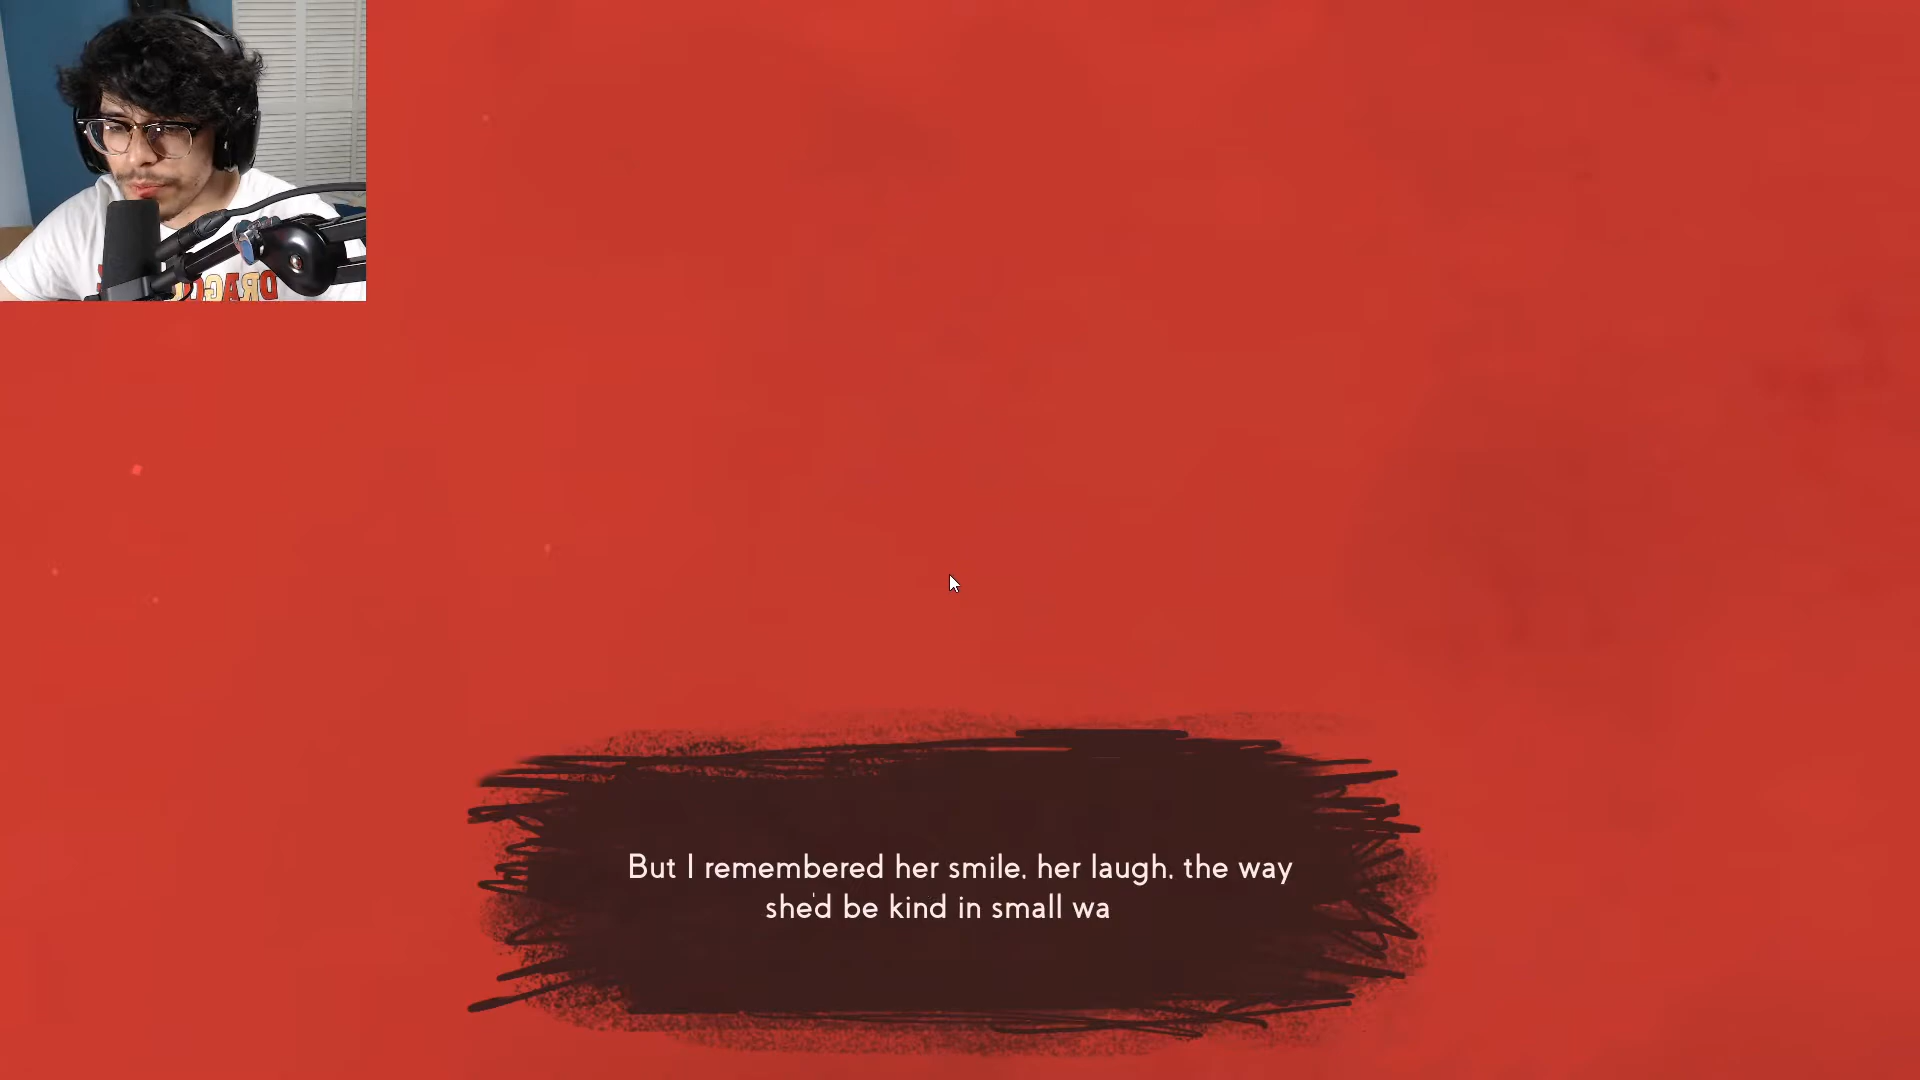 But I remembered her smile, her laugh, the way
she'd be kind in small wa